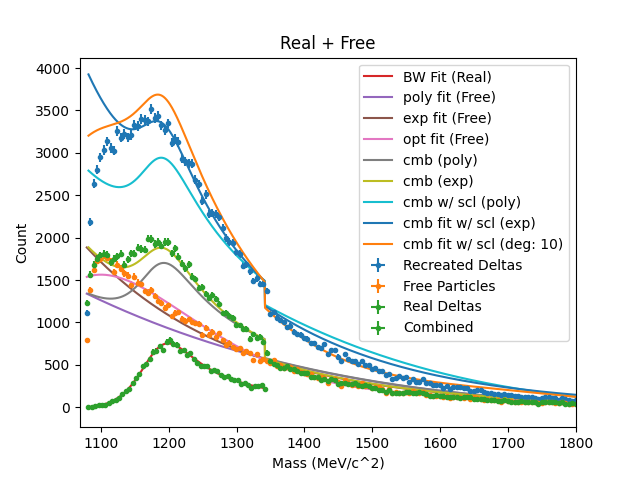 Real + Free
Count
4000
3500
3000
2500
2000
1500
1000
500
0
BW Fit (Real)
poly fit (Free)
exp fit (Free)
opt fit (Free)
cmb (poly)
cmb (exp)
cmb w/ scl (poly)
cmb fit w/ scl (exp)
cmb fit w/ scl (deg: 10)
Recreated Deltas
Free Particles
Real Deltas
Combined
1100 1200 1300 1400 1500 1600 1700 1800
Mass (MeV/c^2)